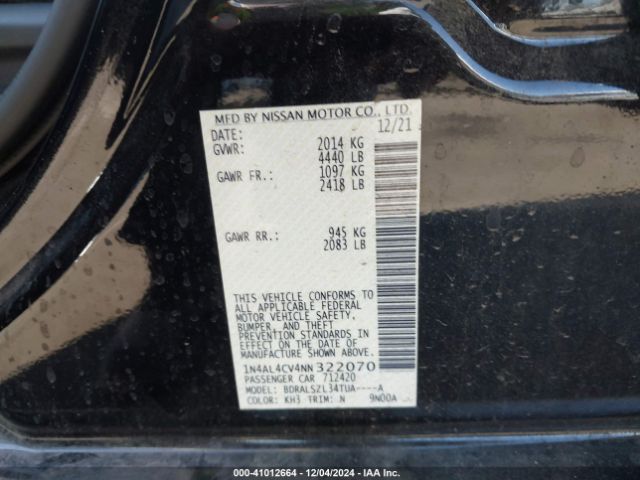 MFD BY NISSAN MOTOR CO., LTD.
DATE: 12/21
GVWR: 2014 KG
4440 LB
GAWR FR.: 1097 KG
2418 LB
GAWR RR.: 945 KG
2083 LB
THIS VEHICLE CONFORMS TO
ALL APPLICABLE FEDERAL
MOTOR VEHICLE SAFETY,
BUMPER, AND THEFT
PREVENTION STANDARDS IN
EFFECT ON THE DATE OF
MANUFACTURE SHOWN ABOVE.
1N4AL4CV4NN322070
PASSENGER CAR 712420
MODEL: BDRALSZL34TUA----A
COLOR: KH3 TRIM: N 9N00A
000-41012664 - 12/04/2024 - IAA Inc.